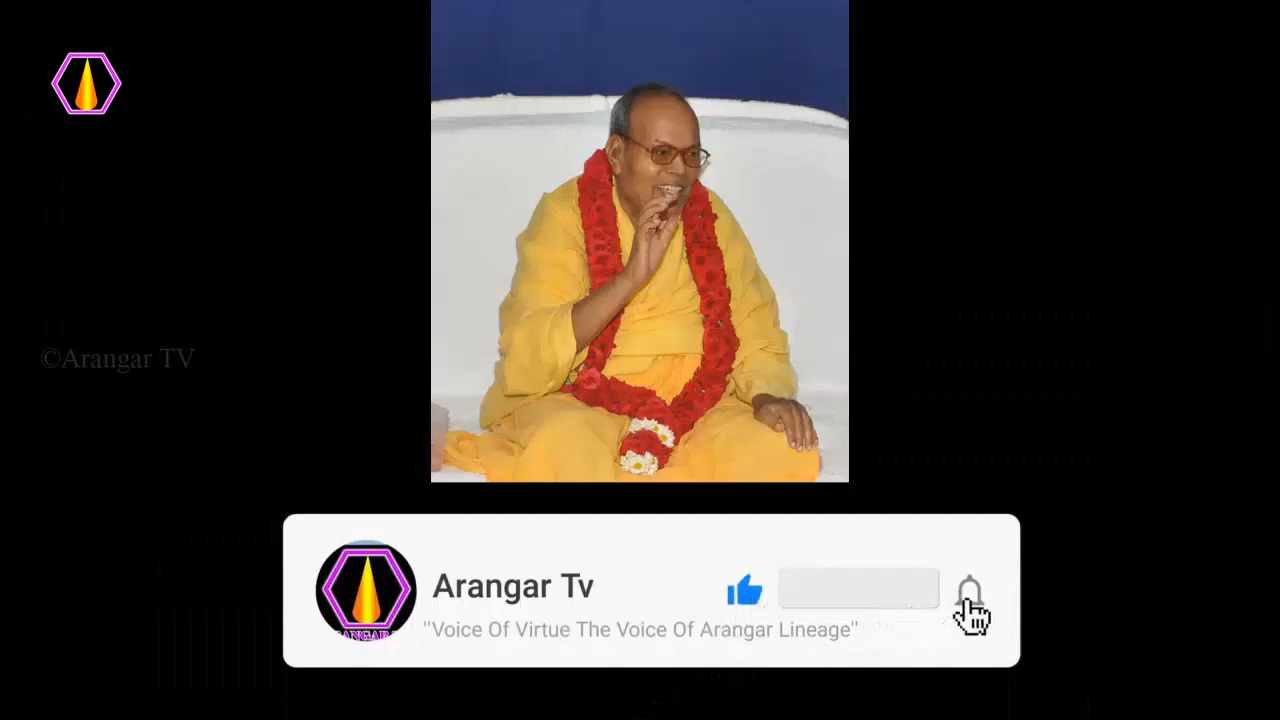 ©Arangar TV
Arangar Tv
"Voice Of Virtue The Voice Of Arangar Lineage"